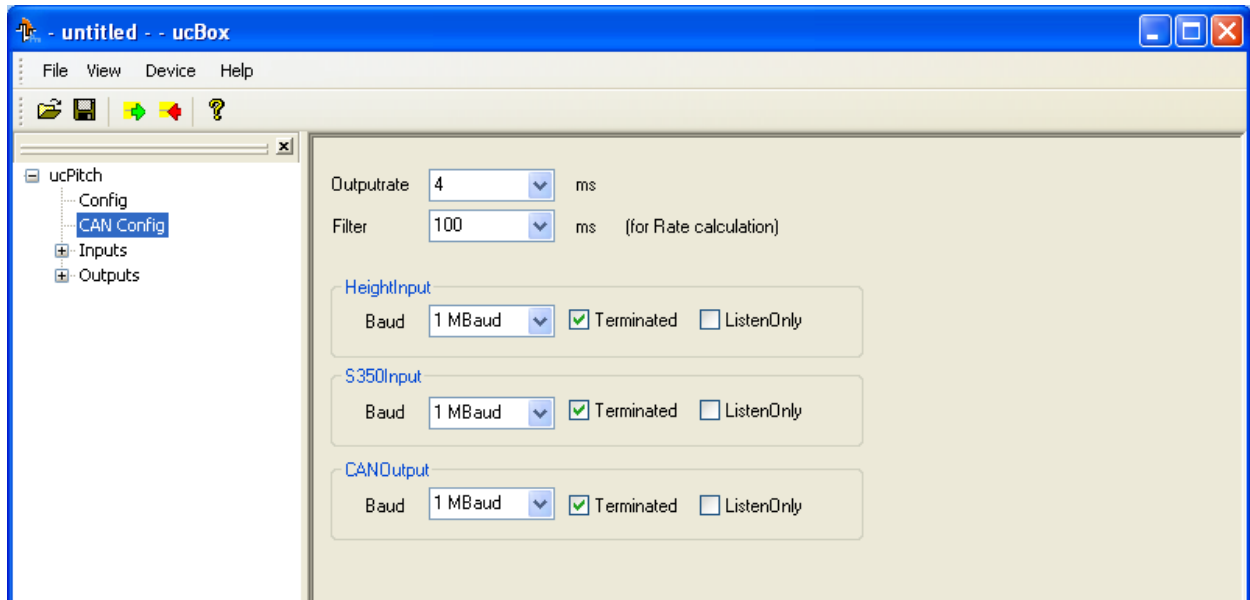 - untitled - - ucBox
File View Device Help
ucPitch
Config
CAN Config
Inputs
Outputs
Outputrate 4 ms
Filter 100 ms (for Rate calculation)
HeightInput
Baud 1 MBaud Terminated ListenOnly
S350Input
Baud 1 MBaud Terminated ListenOnly
CANOutput
Baud 1 MBaud Terminated ListenOnly